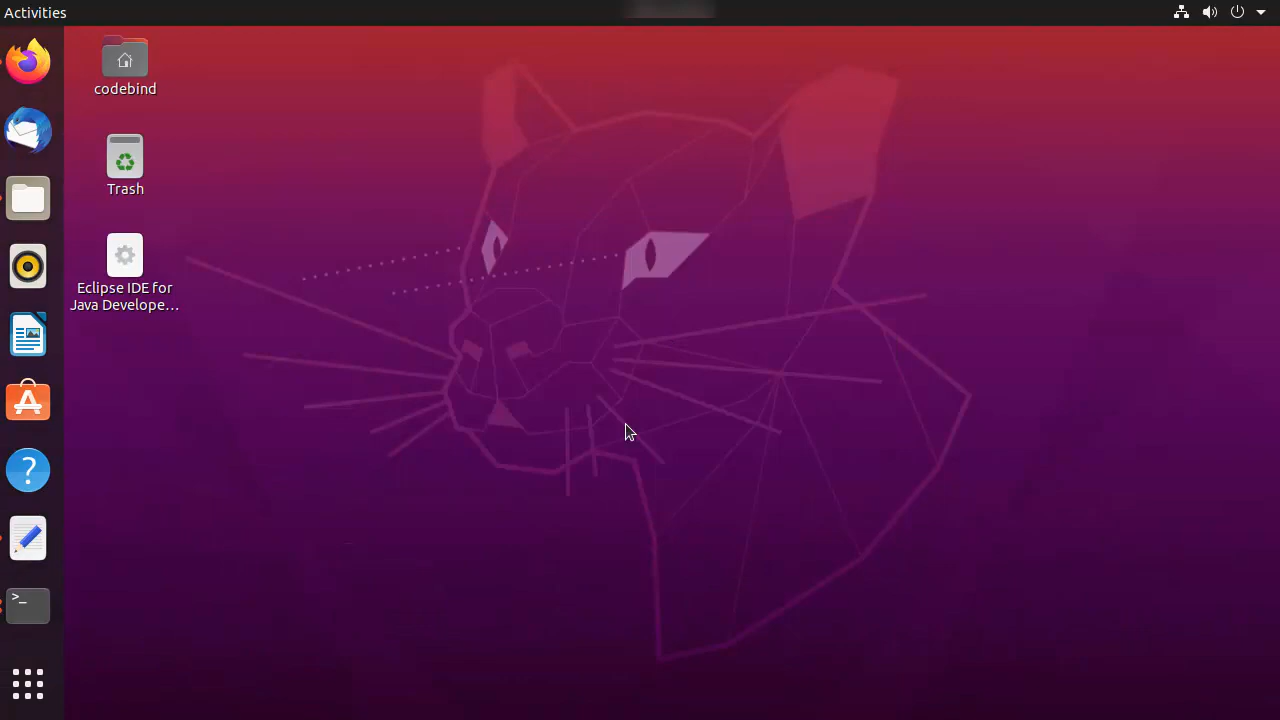 Activities
codebind
Trash
Eclipse IDE for
Java Develope…
>_